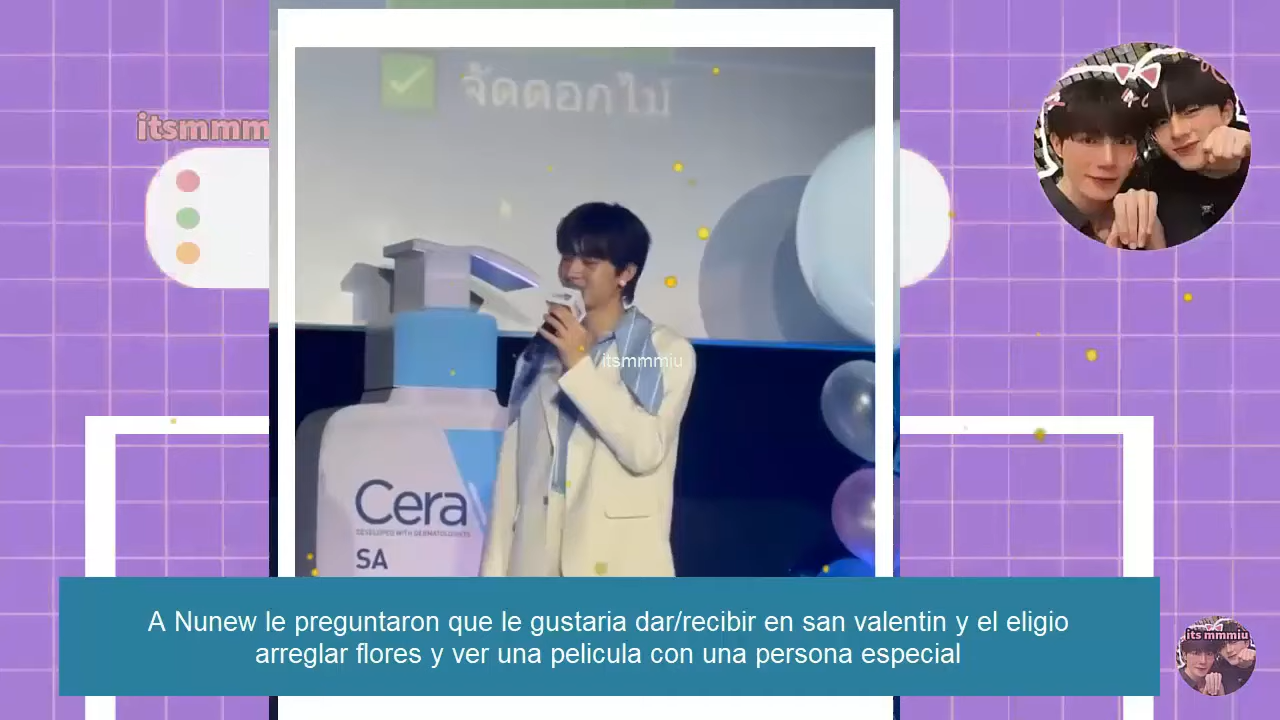 ✅ จัดดอกไม้
itsmmm
itsmmmiu
Cera
DEVELOPED WITH DERMATOLOGISTS
SA
A Nunew le preguntaron que le gustaria dar/recibir en san valentin y el eligio
arreglar flores y ver una pelicula con una persona especial
its mmmiu